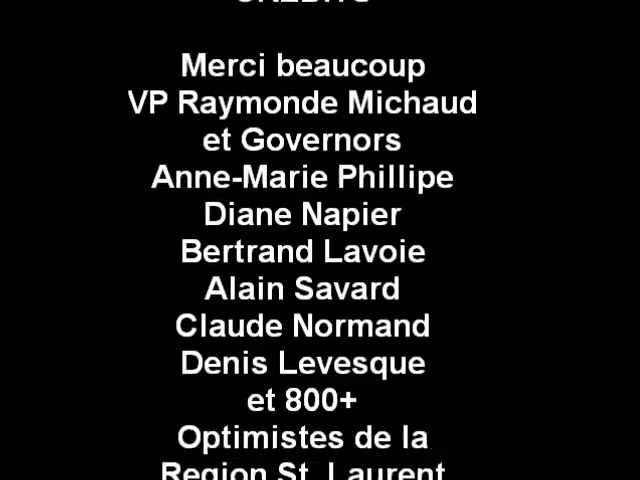 CREDITS
Merci beaucoup
VP Raymonde Michaud
et Governors
Anne-Marie Phillipe
Diane Napier
Bertrand Lavoie
Alain Savard
Claude Normand
Denis Levesque
et 800+
Optimistes de la
Region St. Laurent